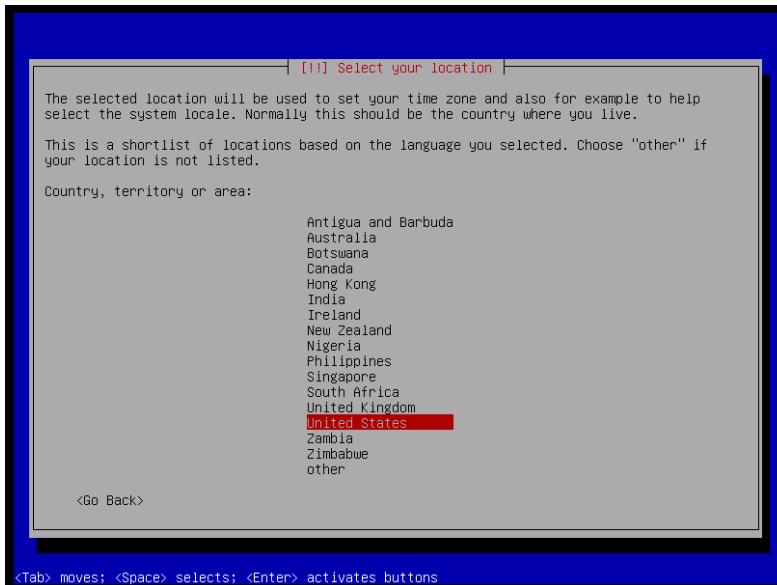 [!!] Select your location
The selected location will be used to set your time zone and also for example to help
select the system locale. Normally this should be the country where you live.
This is a shortlist of locations based on the language you selected. Choose "other" if
your location is not listed.
Country, territory or area:
Antigua and Barbuda
Australia
Botswana
Canada
Hong Kong
India
Ireland
New Zealand
Nigeria
Philippines
Singapore
South Africa
United Kingdom
United States
Zambia
Zimbabwe
other
<Go Back>
<Tab> moves; <Space> selects; <Enter> activates buttons